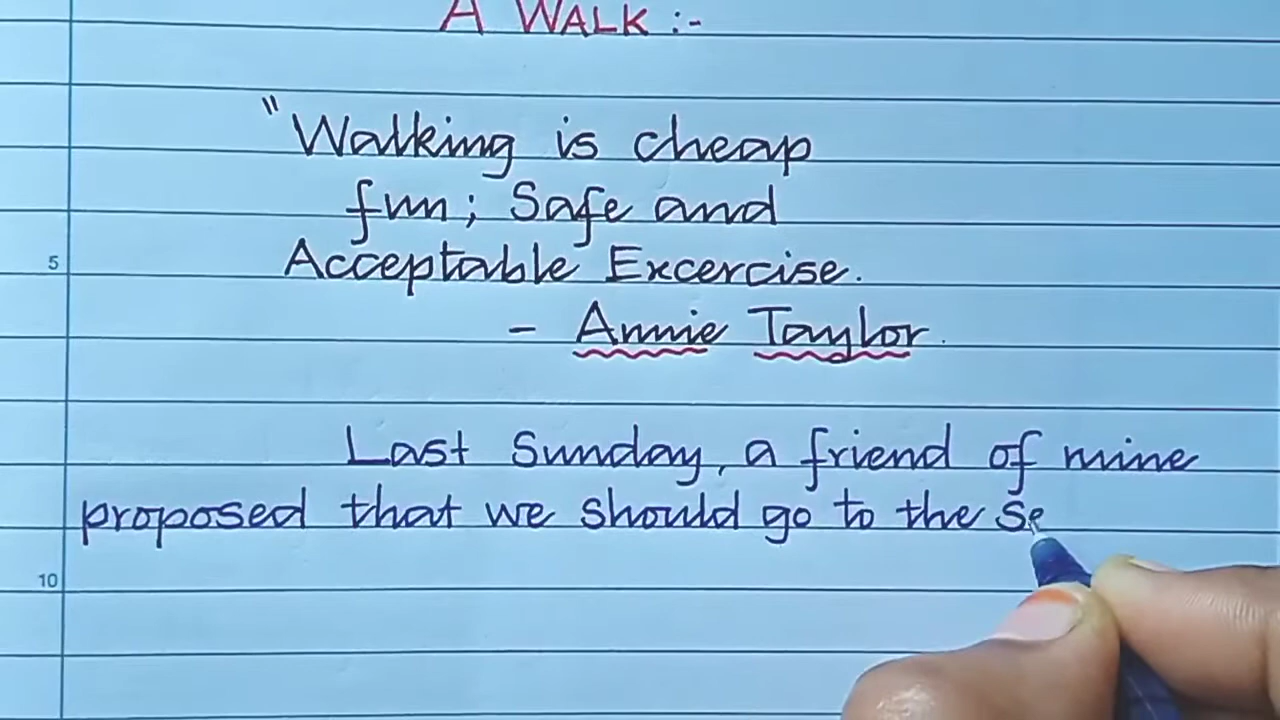 A WALK :-
"Walking is cheap
fun; Safe and
Acceptable Excercise.
- Annie Taylor.
5
Last Sunday, a friend of mine
proposed that we should go to the se
10